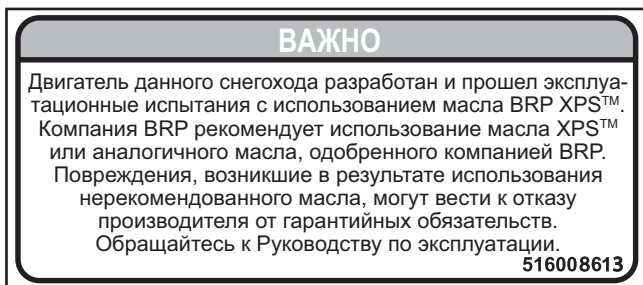 ВАЖНО
Двигатель данного снегохода разработан и прошел эксплуа-
тационные испытания с использованием масла BRP XPS™.
Компания BRP рекомендует использование масла XPS™
или аналогичного масла, одобренного компанией BRP.
Повреждения, возникшие в результате использования
нерекомендованного масла, могут вести к отказу
производителя от гарантийных обязательств.
Обращайтесь к Руководству по эксплуатации.
516008613